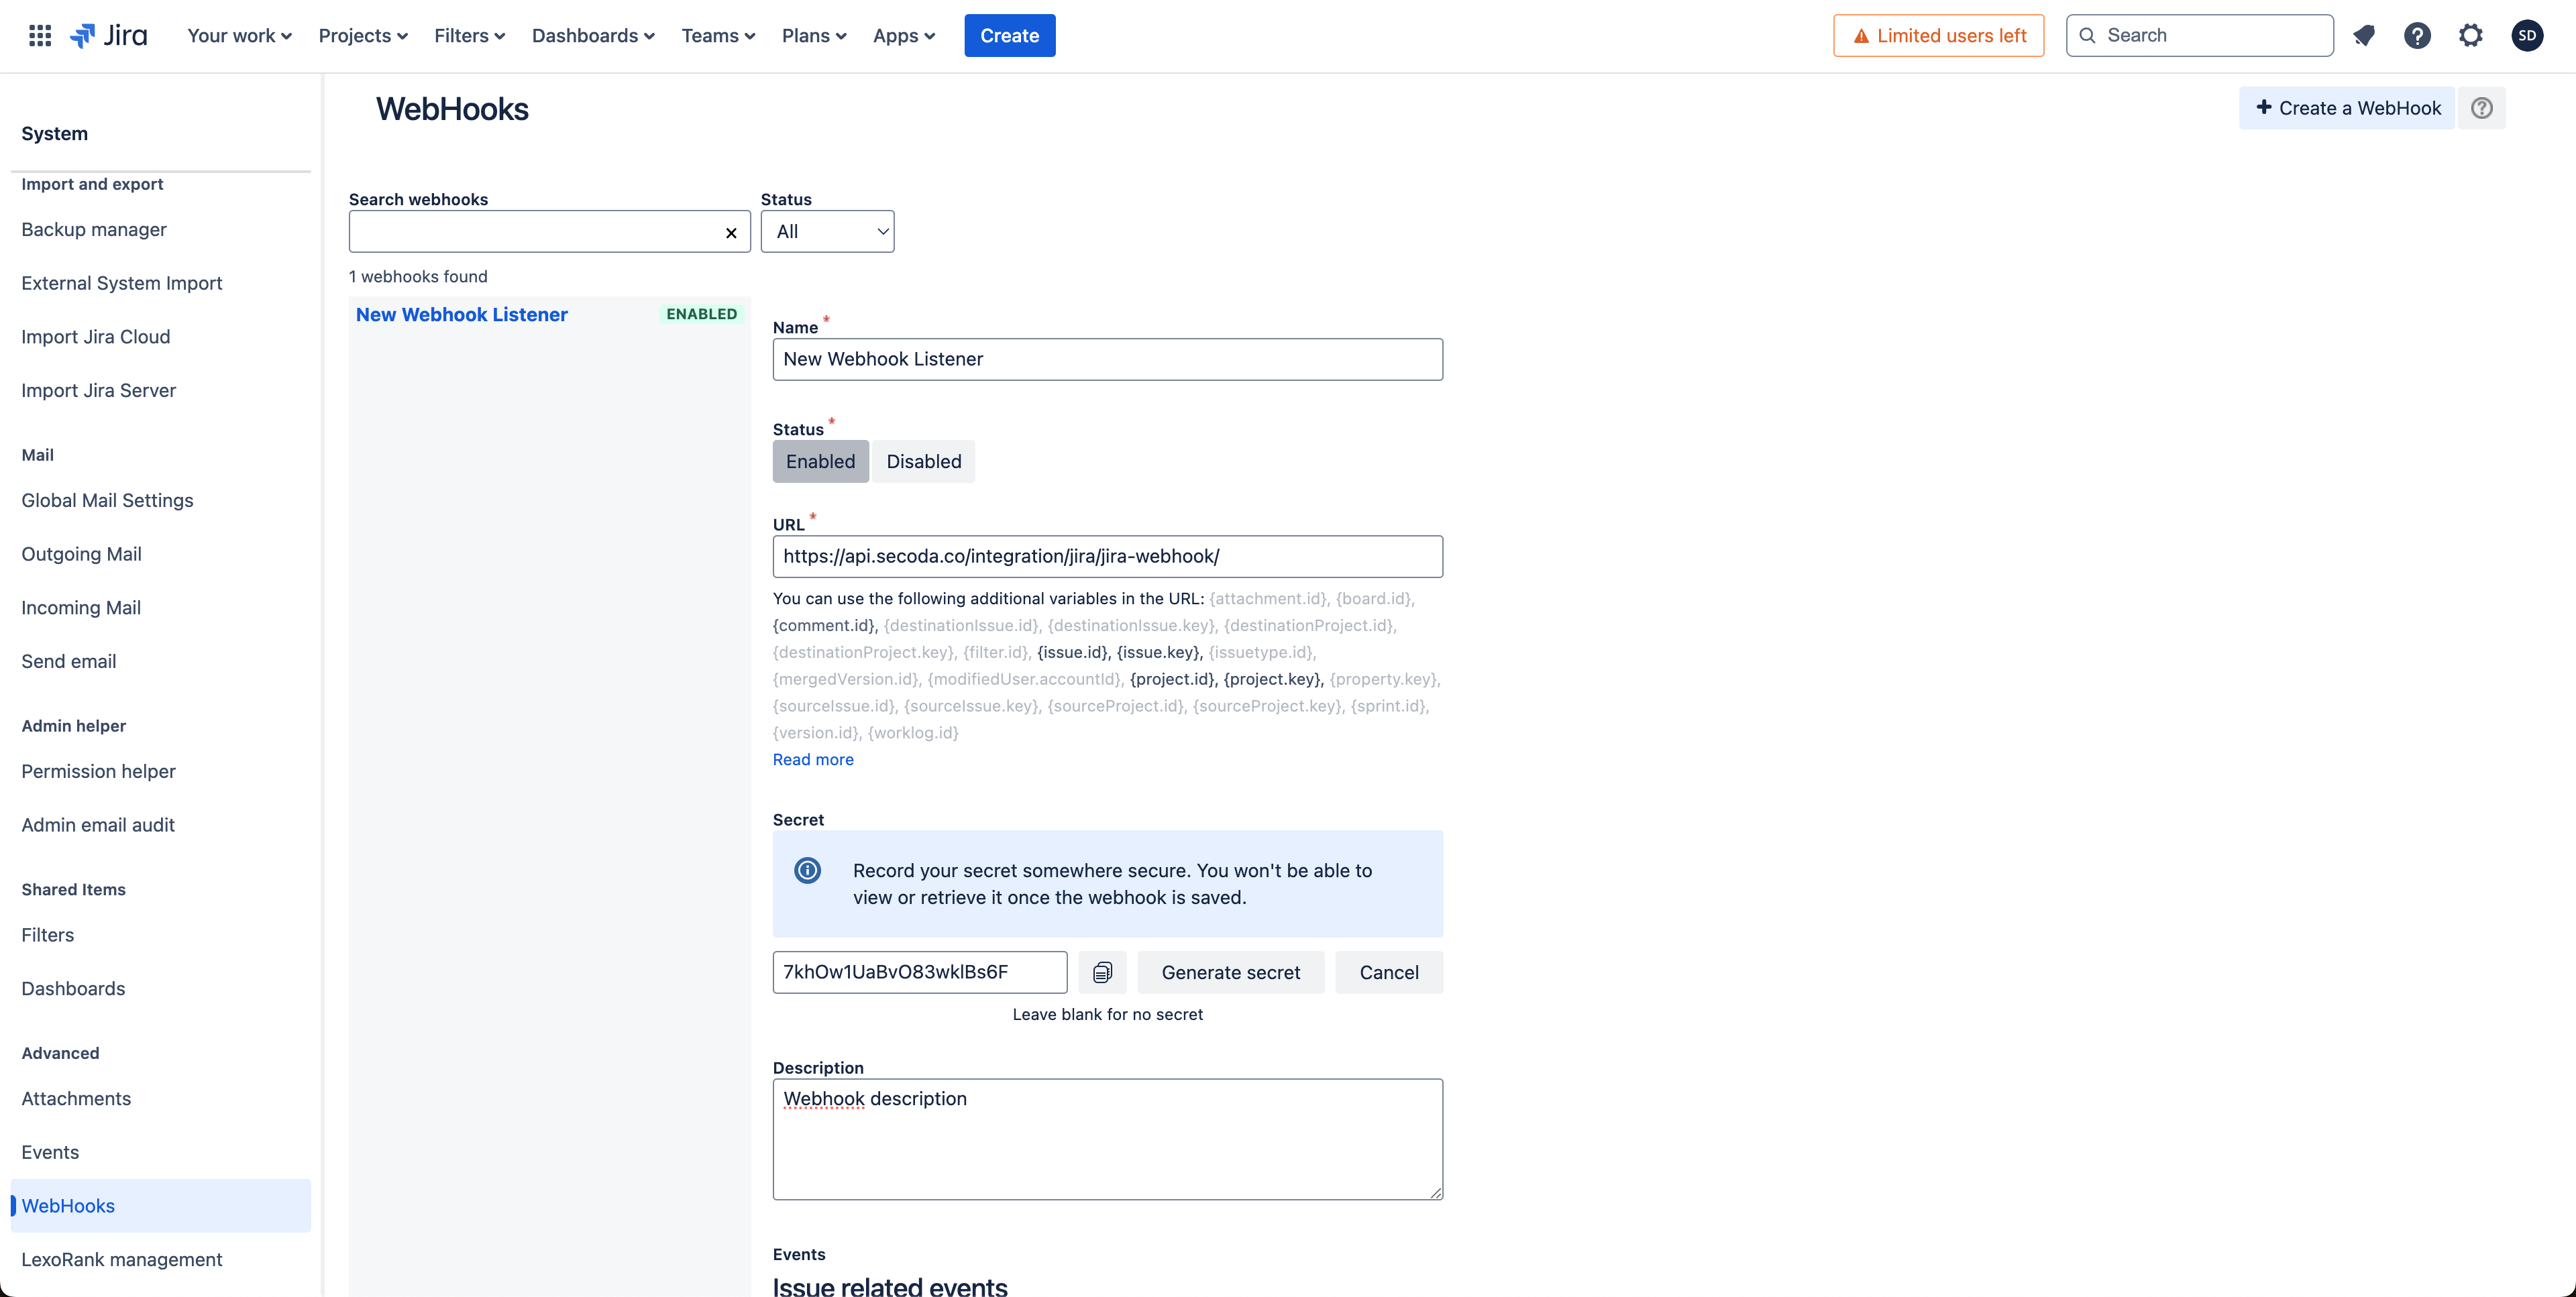 Jira Your work Projects Filters Dashboards Teams Plans Apps Create Limited users left Search SD
System
Import and export
Backup manager
External System Import
Import Jira Cloud
Import Jira Server
Mail
Global Mail Settings
Outgoing Mail
Incoming Mail
Send email
Admin helper
Permission helper
Admin email audit
Shared Items
Filters
Dashboards
Advanced
Attachments
Events
WebHooks
LexoRank management
WebHooks
+ Create a WebHook
Search webhooks
Status
All
1 webhooks found
New Webhook Listener ENABLED
Name *
New Webhook Listener
Status *
Enabled Disabled
URL *
https://api.secoda.co/integration/jira/jira-webhook/
You can use the following additional variables in the URL: {attachment.id}, {board.id},
{comment.id}, {destinationIssue.id}, {destinationIssue.key}, {destinationProject.id},
{destinationProject.key}, {filter.id}, {issue.id}, {issue.key}, {issuetype.id},
{mergedVersion.id}, {modifiedUser.accountId}, {project.id}, {project.key}, {property.key},
{sourceIssue.id}, {sourceIssue.key}, {sourceProject.id}, {sourceProject.key}, {sprint.id},
{version.id}, {worklog.id}
Read more
Secret
Record your secret somewhere secure. You won't be able to
view or retrieve it once the webhook is saved.
7khOw1UaBvO83wklBs6F Generate secret Cancel
Leave blank for no secret
Description
Webhook description
Events
Issue related events